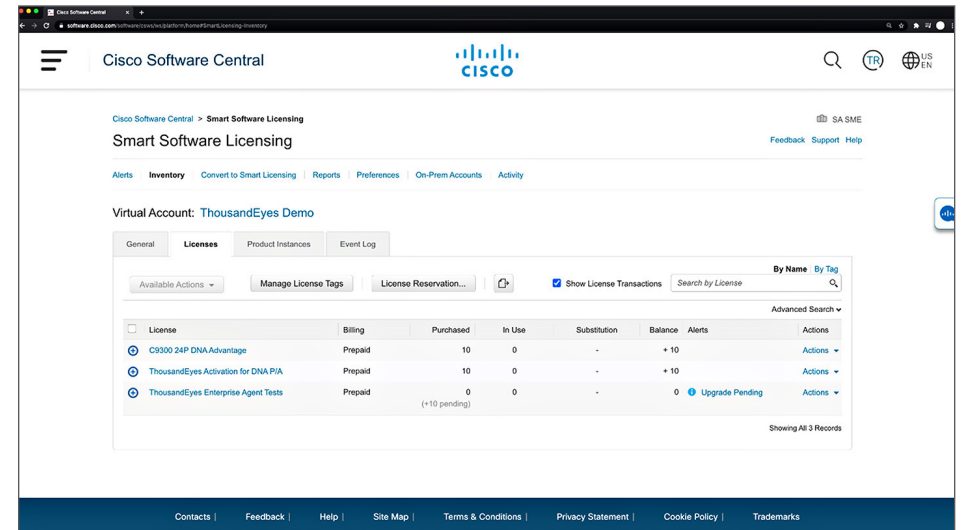 Cisco Software Central
software.cisco.com/software/csws/ws/platform/home#SmartLicensing-Inventory
Cisco Software Central
CISCO
TR
US
EN
Cisco Software Central > Smart Software Licensing
SA SME
Smart Software Licensing
Feedback Support Help
Alerts Inventory Convert to Smart Licensing Reports Preferences On-Prem Accounts Activity
Virtual Account: ThousandEyes Demo
General Licenses Product Instances Event Log
By Name By Tag
Available Actions Manage License Tags License Reservation... Show License Transactions Search by License
Advanced Search
License Billing Purchased In Use Substitution Balance Alerts Actions
C9300 24P DNA Advantage Prepaid 10 0 - + 10 Actions
ThousandEyes Activation for DNA P/A Prepaid 10 0 - + 10 Actions
ThousandEyes Enterprise Agent Tests Prepaid 0 0 - 0 Upgrade Pending Actions
(+10 pending)
Showing All 3 Records
Contacts | Feedback | Help | Site Map | Terms & Conditions | Privacy Statement | Cookie Policy | Trademarks